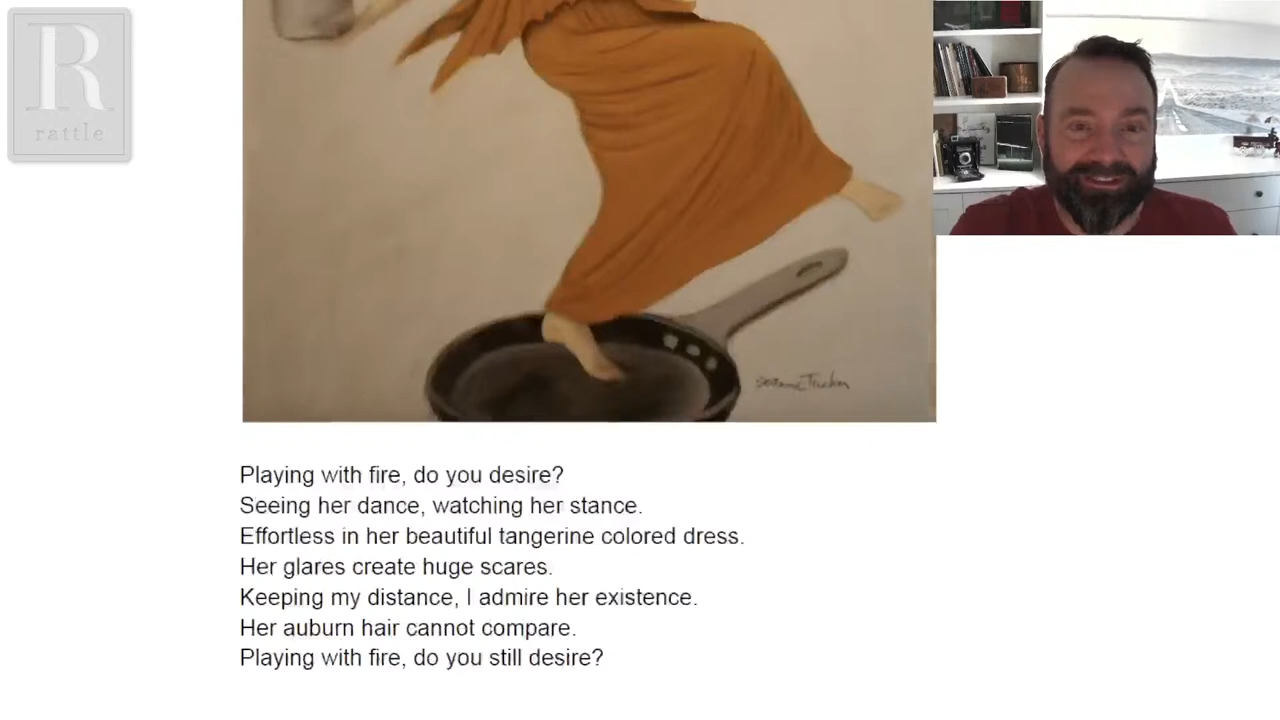 R
rattle
Playing with fire, do you desire?
Seeing her dance, watching her stance.
Effortless in her beautiful tangerine colored dress.
Her glares create huge scares.
Keeping my distance, I admire her existence.
Her auburn hair cannot compare.
Playing with fire, do you still desire?